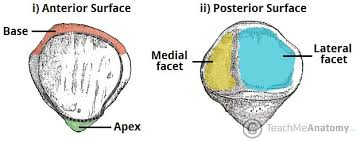 i) Anterior Surface
ii) Posterior Surface
Base
Medial
facet
Lateral
facet
Apex
© TeachMeAnatomy